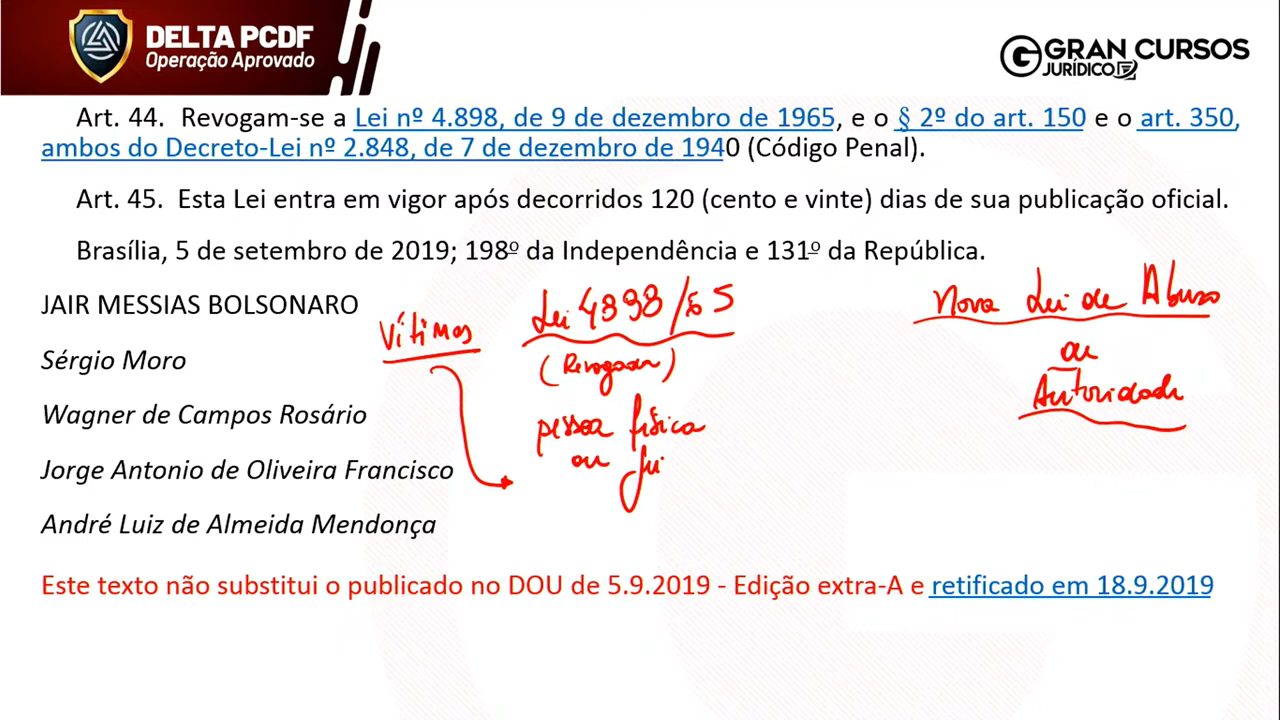 DELTA PCDF
Operação Aprovado
GRAN CURSOS
JURÍDICO
Art. 44. Revogam-se a Lei nº 4.898, de 9 de dezembro de 1965, e o § 2º do art. 150 e o art. 350,
ambos do Decreto-Lei nº 2.848, de 7 de dezembro de 1940 (Código Penal).
Art. 45. Esta Lei entra em vigor após decorridos 120 (cento e vinte) dias de sua publicação oficial.
Brasília, 5 de setembro de 2019; 198º da Independência e 131º da República.
JAIR MESSIAS BOLSONARO
Sérgio Moro
Wagner de Campos Rosário
Jorge Antonio de Oliveira Francisco
André Luiz de Almeida Mendonça
Vítimas
Lei 4898/65
pessoa física
ou
Nova Lei de Abuso
ou
Autoridade
Este texto não substitui o publicado no DOU de 5.9.2019 - Edição extra-A e retificado em 18.9.2019